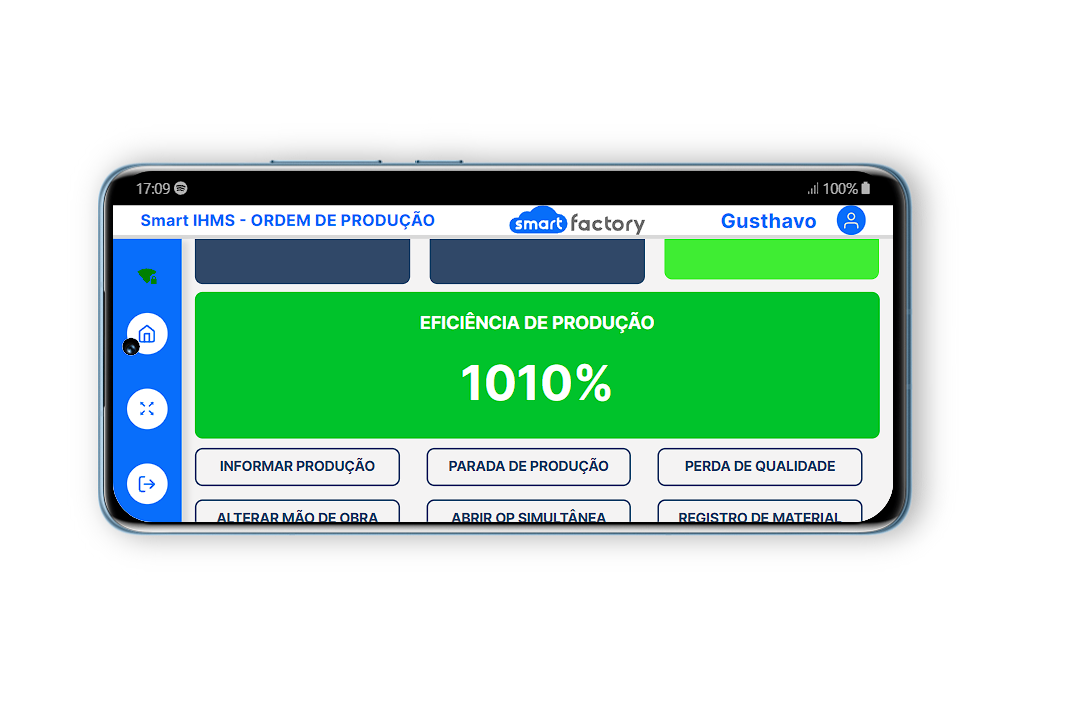 17:09
100%
Smart IHMS - ORDEM DE PRODUÇÃO
smart factory
Gusthavo
EFICIÊNCIA DE PRODUÇÃO
1010%
INFORMAR PRODUÇÃO
PARADA DE PRODUÇÃO
PERDA DE QUALIDADE
ALTERAR MÃO DE OBRA
ABRIR OP SIMULTÂNEA
REGISTRO DE MATERIAL